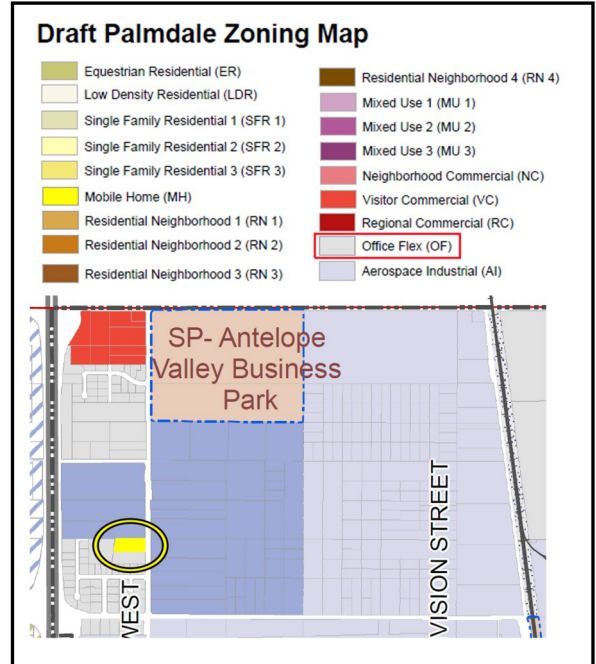 Draft Palmdale Zoning Map
Equestrian Residential (ER)
Low Density Residential (LDR)
Single Family Residential 1 (SFR 1)
Single Family Residential 2 (SFR 2)
Single Family Residential 3 (SFR 3)
Mobile Home (MH)
Residential Neighborhood 1 (RN 1)
Residential Neighborhood 2 (RN 2)
Residential Neighborhood 3 (RN 3)
Residential Neighborhood 4 (RN 4)
Mixed Use 1 (MU 1)
Mixed Use 2 (MU 2)
Mixed Use 3 (MU 3)
Neighborhood Commercial (NC)
Visitor Commercial (VC)
Regional Commercial (RC)
Office Flex (OF)
Aerospace Industrial (AI)
SP- Antelope
Valley Business
Park
WEST
VISION STREET